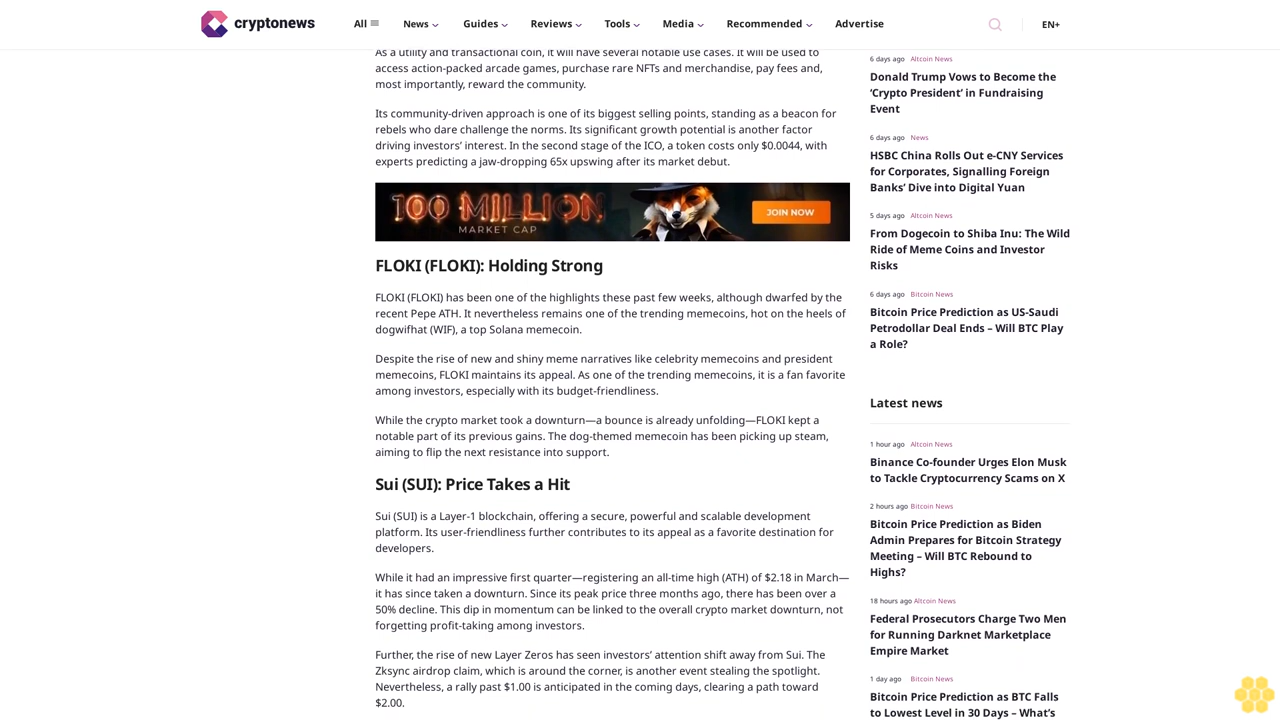 cryptonews
All
News
Guides
Reviews
Tools
Media
Recommended
Advertise
EN+
As a utility and transactional coin, it will have several notable use cases. It will be used to
access action-packed arcade games, purchase rare NFTs and merchandise, pay fees and,
most importantly, reward the community.
Its community-driven approach is one of its biggest selling points, standing as a beacon for
rebels who dare challenge the norms. Its significant growth potential is another factor
driving investors’ interest. In the second stage of the ICO, a token costs only $0.0044, with
experts predicting a jaw-dropping 65x upswing after its market debut.
100 MILLION
MARKET CAP
JOIN NOW
FLOKI (FLOKI): Holding Strong
FLOKI (FLOKI) has been one of the highlights these past few weeks, although dwarfed by the
recent Pepe ATH. It nevertheless remains one of the trending memecoins, hot on the heels of
dogwifhat (WIF), a top Solana memecoin.
Despite the rise of new and shiny meme narratives like celebrity memecoins and president
memecoins, FLOKI maintains its appeal. As one of the trending memecoins, it is a fan favorite
among investors, especially with its budget-friendliness.
While the crypto market took a downturn—a bounce is already unfolding—FLOKI kept a
notable part of its previous gains. The dog-themed memecoin has been picking up steam,
aiming to flip the next resistance into support.
Sui (SUI): Price Takes a Hit
Sui (SUI) is a Layer-1 blockchain, offering a secure, powerful and scalable development
platform. Its user-friendliness further contributes to its appeal as a favorite destination for
developers.
While it had an impressive first quarter—registering an all-time high (ATH) of $2.18 in March—
it has since taken a downturn. Since its peak price three months ago, there has been over a
50% decline. This dip in momentum can be linked to the overall crypto market downturn, not
forgetting profit-taking among investors.
Further, the rise of new Layer Zeros has seen investors’ attention shift away from Sui. The
Zksync airdrop claim, which is around the corner, is another event stealing the spotlight.
Nevertheless, a rally past $1.00 is anticipated in the coming days, clearing a path toward
$2.00.
6 days ago Altcoin News
Donald Trump Vows to Become the
‘Crypto President’ in Fundraising
Event
6 days ago News
HSBC China Rolls Out e-CNY Services
for Corporates, Signalling Foreign
Banks’ Dive into Digital Yuan
5 days ago Altcoin News
From Dogecoin to Shiba Inu: The Wild
Ride of Meme Coins and Investor
Risks
6 days ago Bitcoin News
Bitcoin Price Prediction as US-Saudi
Petrodollar Deal Ends – Will BTC Play
a Role?
Latest news
1 hour ago Altcoin News
Binance Co-founder Urges Elon Musk
to Tackle Cryptocurrency Scams on X
2 hours ago Bitcoin News
Bitcoin Price Prediction as Biden
Admin Prepares for Bitcoin Strategy
Meeting – Will BTC Rebound to
Highs?
18 hours ago Altcoin News
Federal Prosecutors Charge Two Men
for Running Darknet Marketplace
Empire Market
1 day ago Bitcoin News
Bitcoin Price Prediction as BTC Falls
to Lowest Level in 30 Days – What’s